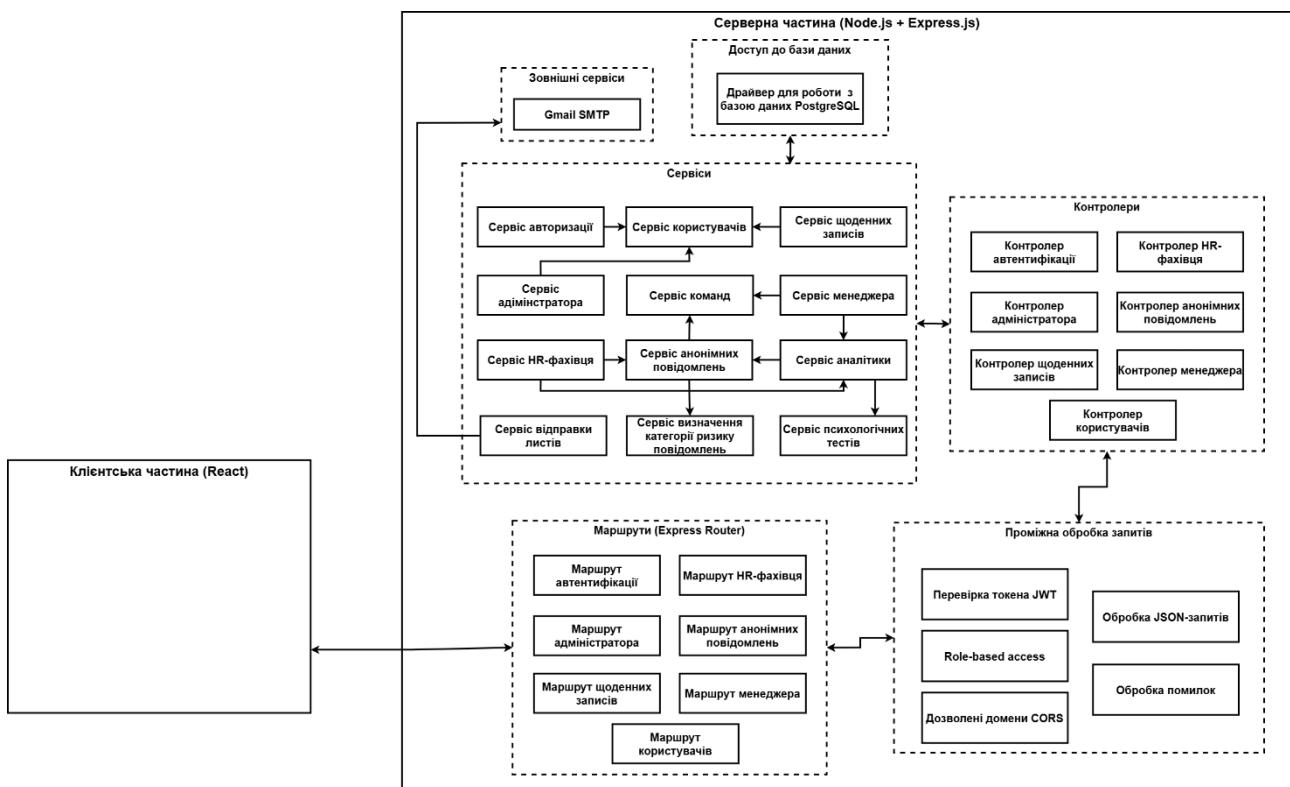 Серверна частина (Node.js + Express.js)
Доступ до бази даних
Драйвер для роботи з
базою даних PostgreSQL
Зовнішні сервіси
Gmail SMTP
Сервіси
Сервіс авторизації
Сервіс користувачів
Сервіс щоденних
записів
Сервіс
адмінстратора
Сервіс команд
Сервіс менеджера
Сервіс HR-фахівця
Сервіс анонімних
повідомлень
Сервіс аналітики
Сервіс відправки
листів
Сервіс визначення
категорії ризику
повідомлень
Сервіс психологічних
тестів
Контролери
Контролер
автентифікації
Контролер HR-
фахівця
Контролер
адміністратора
Контролер анонімних
повідомлень
Контролер щоденних
записів
Контролер менеджера
Контролер
користувачів
Клієнтська частина (React)
Маршрути (Express Router)
Маршрут
автентифікації
Маршрут HR-фахівця
Маршрут
адміністратора
Маршрут анонімних
повідомлень
Маршрут щоденних
записів
Маршрут менеджера
Маршрут
користувачів
Проміжна обробка запитів
Перевірка токена JWT
Обробка JSON-запитів
Role-based access
Обробка помилок
Дозволені домени CORS